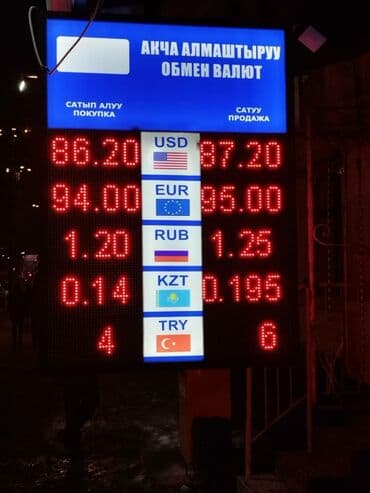 АКЧА АЛМАШТЫРУУ
ОБМЕН ВАЛЮТ
САТЫП АЛУУ
ПОКУПКА
САТУУ
ПРОДАЖА
86.20 USD 87.20
94.00 EUR 95.00
1.20 RUB 1.25
0.14 KZT 0.195
4 TRY 6